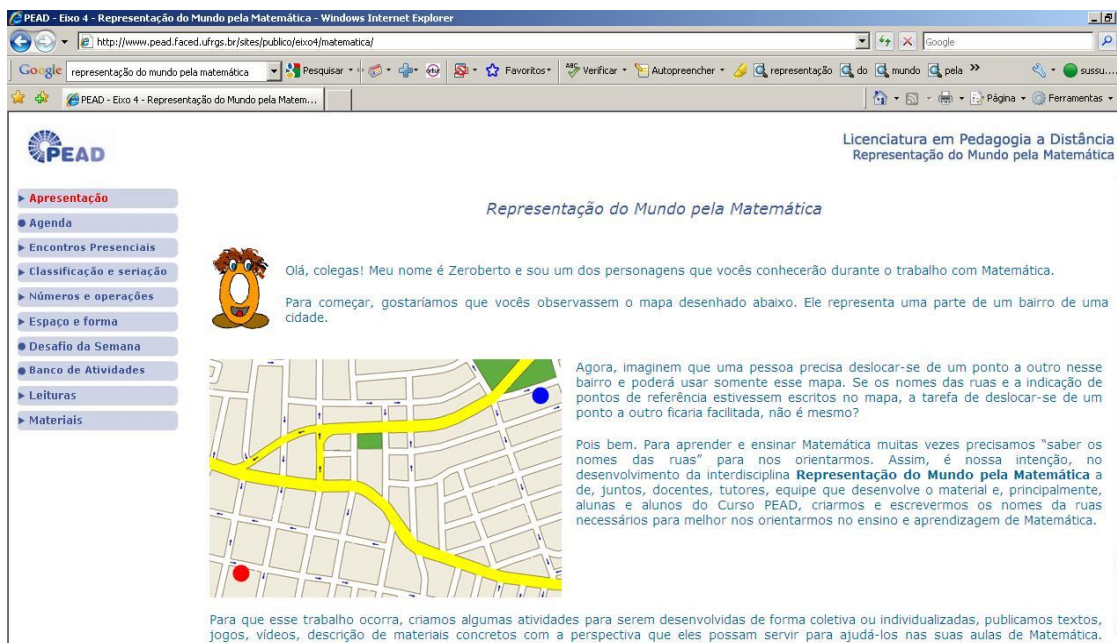 PEAD - Eixo 4 - Representação do Mundo pela Matemática - Windows Internet Explorer
http://www.pead.faced.ufrgs.br/sites/publico/eixo4/matematica/
Google
Google representação do mundo pela matemática Pesquisar Favoritos Verificar Autopreencher representação do mundo pela sussu....
PEAD - Eixo 4 - Representação do Mundo pela Matem... Página Ferramentas
PEAD
Licenciatura em Pedagogia a Distância
Representação do Mundo pela Matemática
Apresentação
Agenda
Encontros Presenciais
Classificação e seriação
Números e operações
Espaço e forma
Desafio da Semana
Banco de Atividades
Leituras
Materiais
Representação do Mundo pela Matemática
Olá, colegas! Meu nome é Zeroberto e sou um dos personagens que vocês conhecerão durante o trabalho com Matemática.
Para começar, gostaríamos que vocês observassem o mapa desenhado abaixo. Ele representa uma parte de um bairro de uma
cidade.
Agora, imaginem que uma pessoa precisa deslocar-se de um ponto a outro nesse
bairro e poderá usar somente esse mapa. Se os nomes das ruas e a indicação de
pontos de referência estivessem escritos no mapa, a tarefa de deslocar-se de um
ponto a outro ficaria facilitada, não é mesmo?
Pois bem. Para aprender e ensinar Matemática muitas vezes precisamos “saber os
nomes das ruas” para nos orientarmos. Assim, é nossa intenção, no
desenvolvimento da interdisciplina Representação do Mundo pela Matemática a
de, juntos, docentes, tutores, equipe que desenvolve o material e, principalmente,
alunas e alunos do Curso PEAD, criarmos e escrevermos os nomes da ruas
necessários para melhor nos orientarmos no ensino e aprendizagem de Matemática.
Para que esse trabalho ocorra, criamos algumas atividades para serem desenvolvidas de forma coletiva ou individualizadas, publicamos textos,
jogos, vídeos, descrição de materiais concretos com a perspectiva que eles possam servir para ajudá-los nas suas aulas de Matemática.